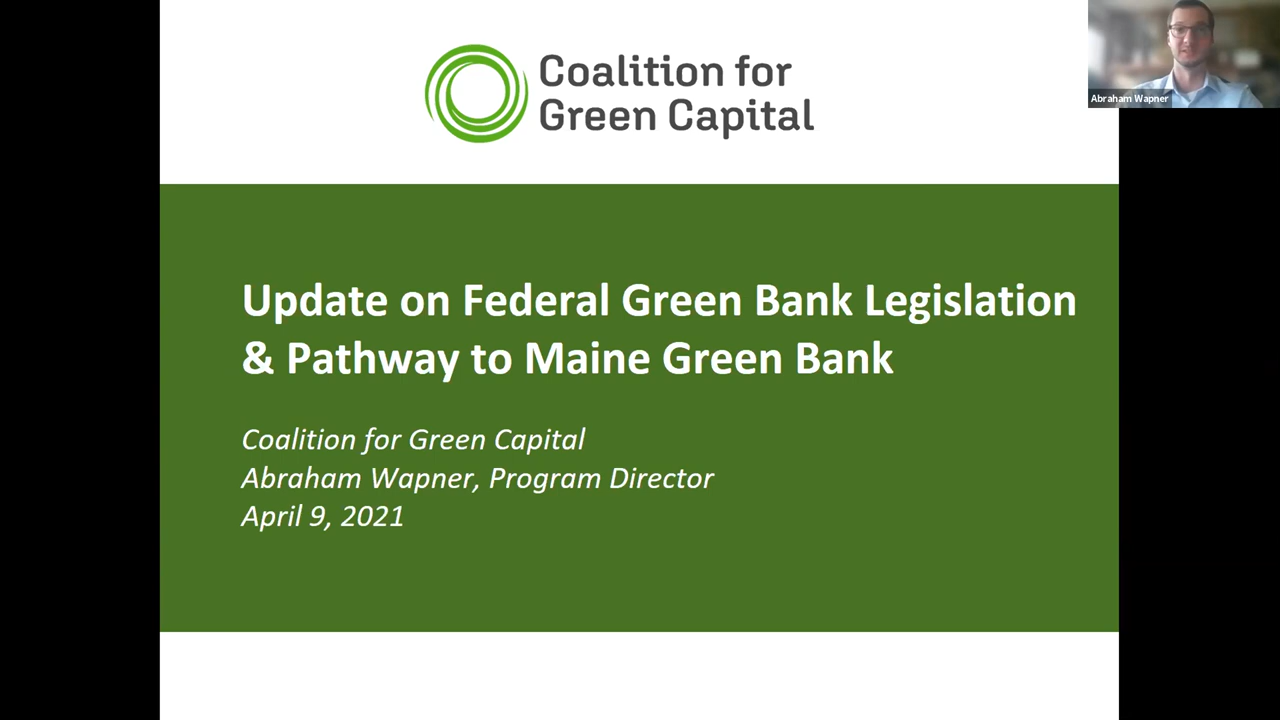 Coalition for
Green Capital
Abraham Wapner
Update on Federal Green Bank Legislation
& Pathway to Maine Green Bank
Coalition for Green Capital
Abraham Wapner, Program Director
April 9, 2021